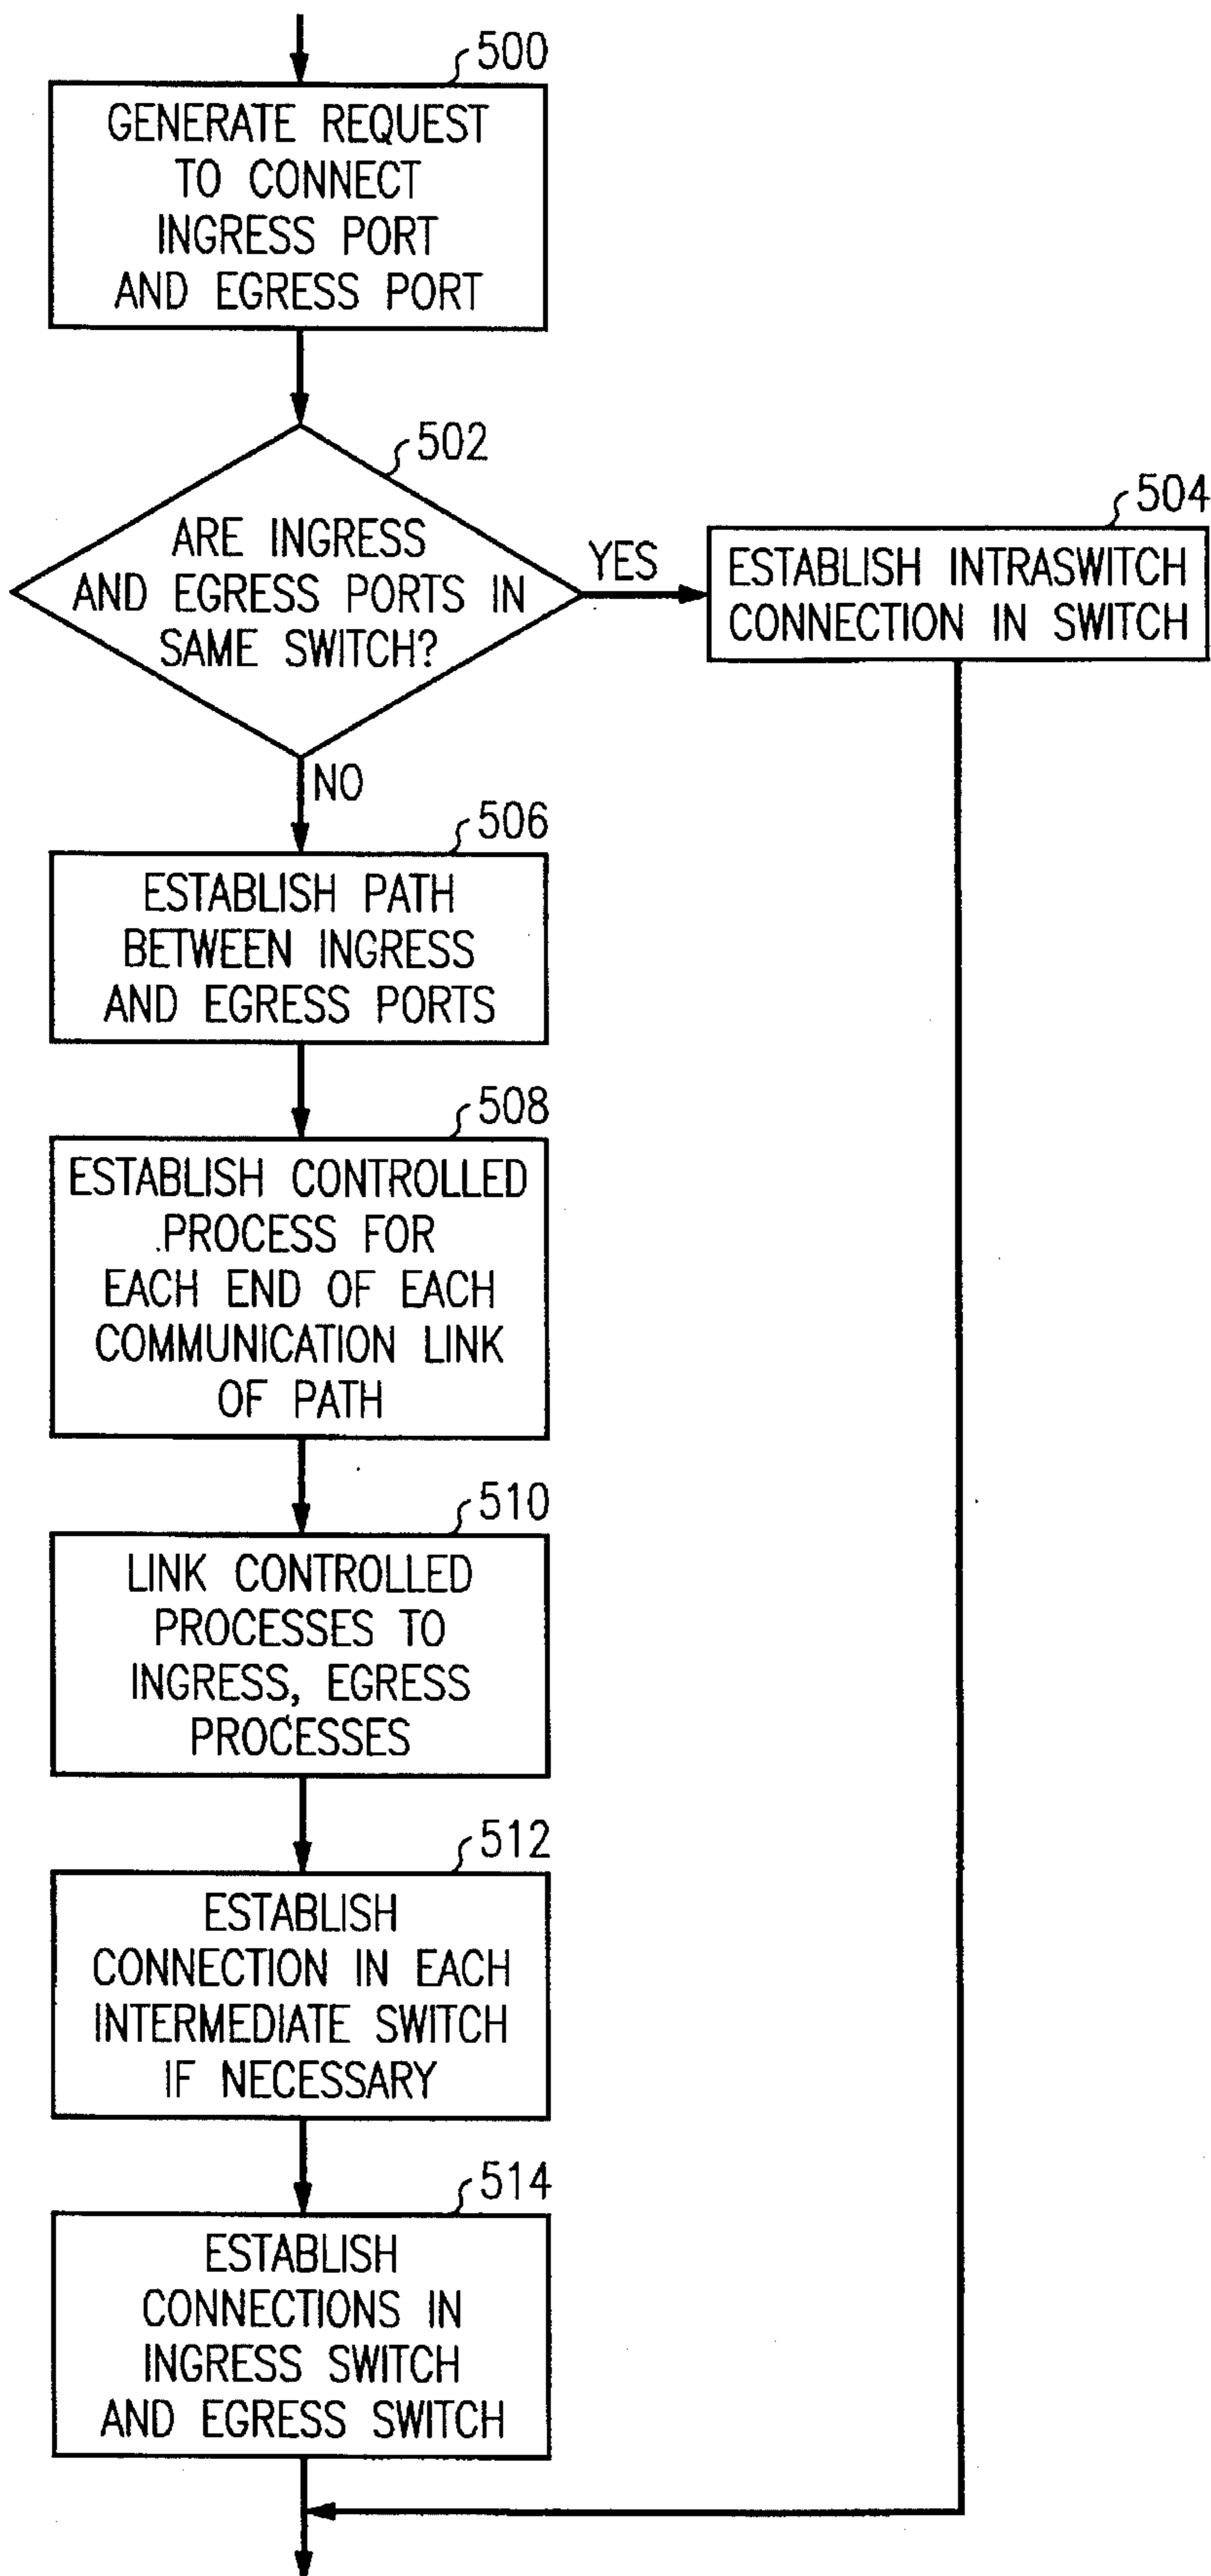 500
GENERATE REQUEST
TO CONNECT
INGRESS PORT
AND EGRESS PORT
502
ARE INGRESS
AND EGRESS PORTS IN
SAME SWITCH?
YES
504
ESTABLISH INTRASWITCH
CONNECTION IN SWITCH
NO
506
ESTABLISH PATH
BETWEEN INGRESS
AND EGRESS PORTS
508
ESTABLISH CONTROLLED
PROCESS FOR
EACH END OF EACH
COMMUNICATION LINK
OF PATH
510
LINK CONTROLLED
PROCESSES TO
INGRESS, EGRESS
PROCESSES
512
ESTABLISH
CONNECTION IN EACH
INTERMEDIATE SWITCH
IF NECESSARY
514
ESTABLISH
CONNECTIONS IN
INGRESS SWITCH
AND EGRESS SWITCH